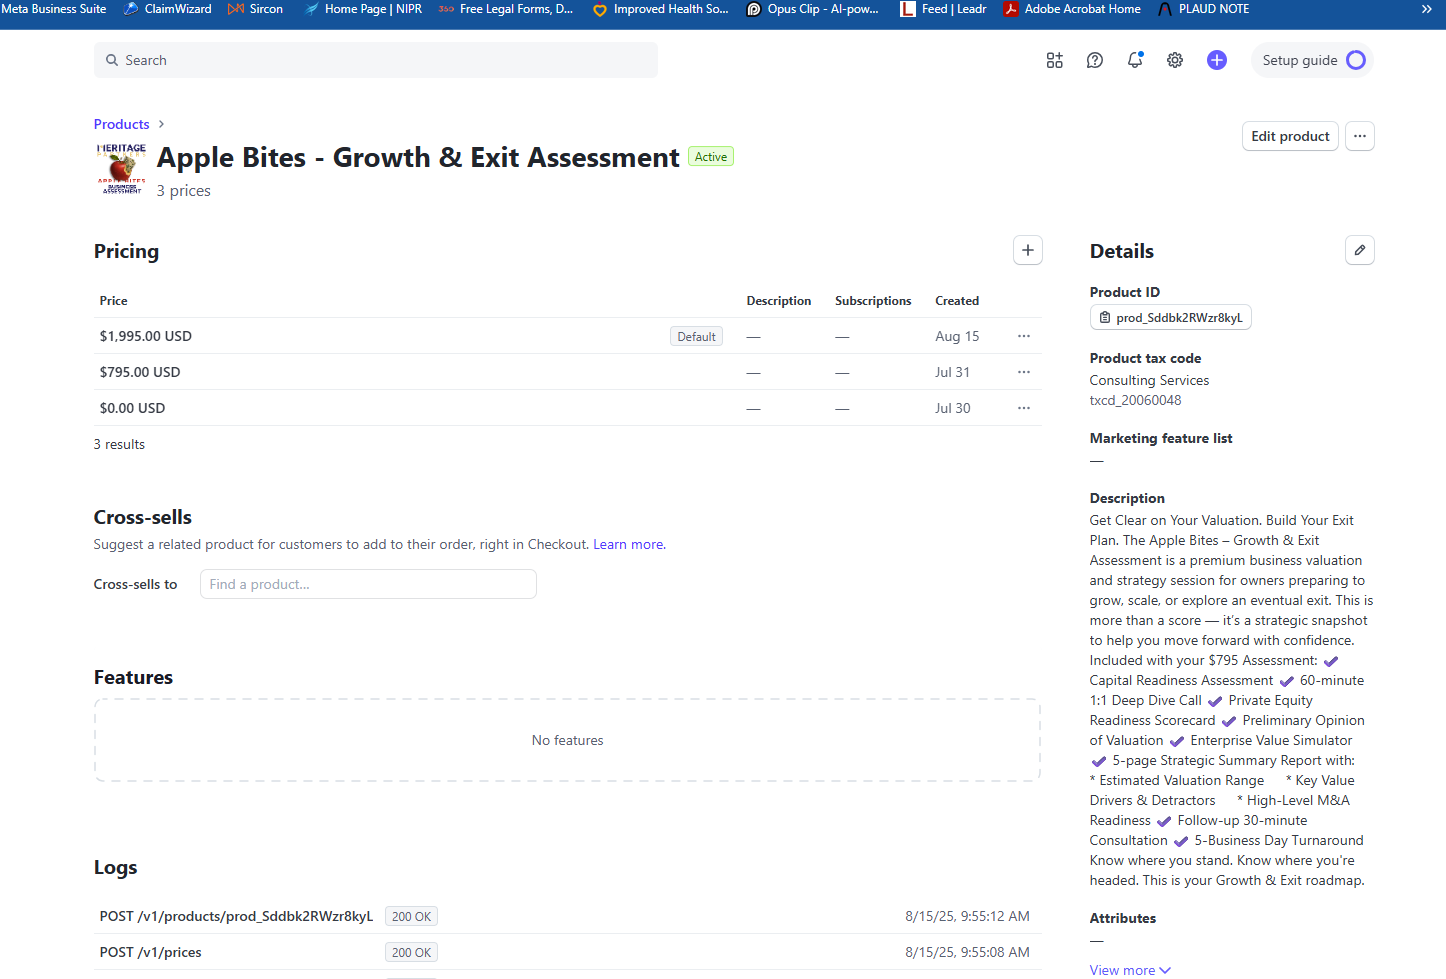 Meta Business Suite ClaimWizard Sircon Home Page | NIPR Free Legal Forms, D... Improved Health So... Opus Clip - AI-pow... Feed | Leadr Adobe Acrobat Home PLAUD NOTE »
Search
Setup guide
Products >
HERITAGE
APPLE BITES
BUSINESS
ASSESSMENT
Apple Bites - Growth & Exit Assessment Active
3 prices
Edit product ...
Pricing
Price Description Subscriptions Created
$1,995.00 USD Default — — Aug 15 ...
$795.00 USD — — Jul 31 ...
$0.00 USD — — Jul 30 ...
3 results
Cross-sells
Suggest a related product for customers to add to their order, right in Checkout. Learn more.
Cross-sells to Find a product...
Features
No features
Logs
POST /v1/products/prod_Sddbk2RWzr8kyL 200 OK 8/15/25, 9:55:12 AM
POST /v1/prices 200 OK 8/15/25, 9:55:08 AM
Details
Product ID
prod_Sddbk2RWzr8kyL
Product tax code
Consulting Services
txcd_20060048
Marketing feature list
—
Description
Get Clear on Your Valuation. Build Your Exit
Plan. The Apple Bites – Growth & Exit
Assessment is a premium business valuation
and strategy session for owners preparing to
grow, scale, or explore an eventual exit. This is
more than a score — it's a strategic snapshot
to help you move forward with confidence.
Included with your $795 Assessment: ✔
Capital Readiness Assessment ✔ 60-minute
1:1 Deep Dive Call ✔ Private Equity
Readiness Scorecard ✔ Preliminary Opinion
of Valuation ✔ Enterprise Value Simulator
✔ 5-page Strategic Summary Report with:
* Estimated Valuation Range * Key Value
Drivers & Detractors * High-Level M&A
Readiness ✔ Follow-up 30-minute
Consultation ✔ 5-Business Day Turnaround
Know where you stand. Know where you're
headed. This is your Growth & Exit roadmap.
Attributes
—
View more